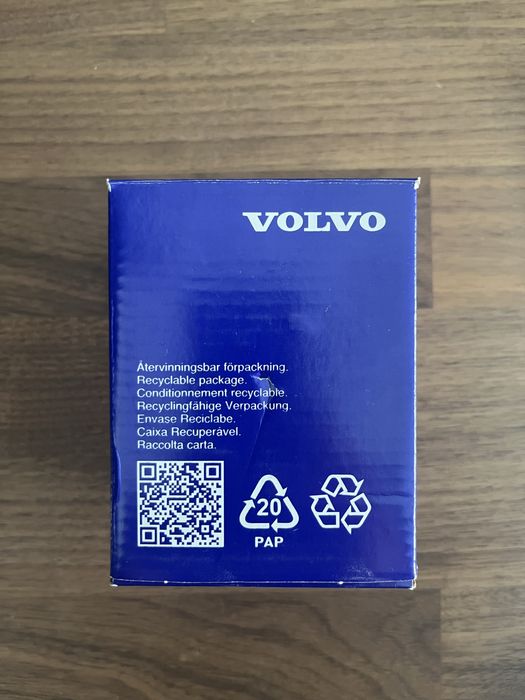 VOLVO
Återvinningsbar förpackning.
Recyclable package.
Conditionnement recyclable.
Recyclingfähige Verpackung.
Envase Reciclabe.
Caixa Recuperável.
Raccolta carta.
20
PAP